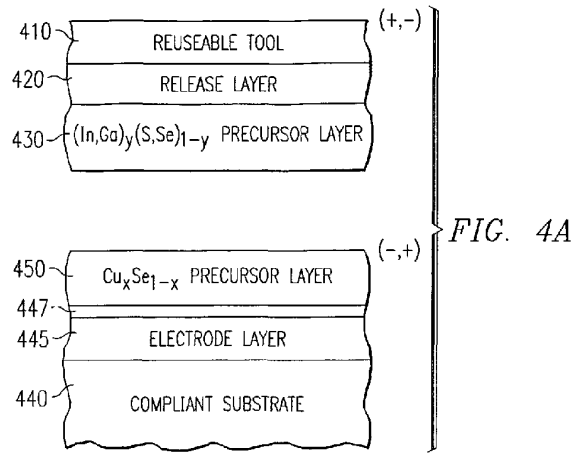 (+,-)
410 REUSEABLE TOOL
420 RELEASE LAYER
430 (In,Ga)y(S,Se)1-y PRECURSOR LAYER
(-,+)
FIG. 4A
450 CuxSe1-x PRECURSOR LAYER
447
445 ELECTRODE LAYER
440 COMPLIANT SUBSTRATE